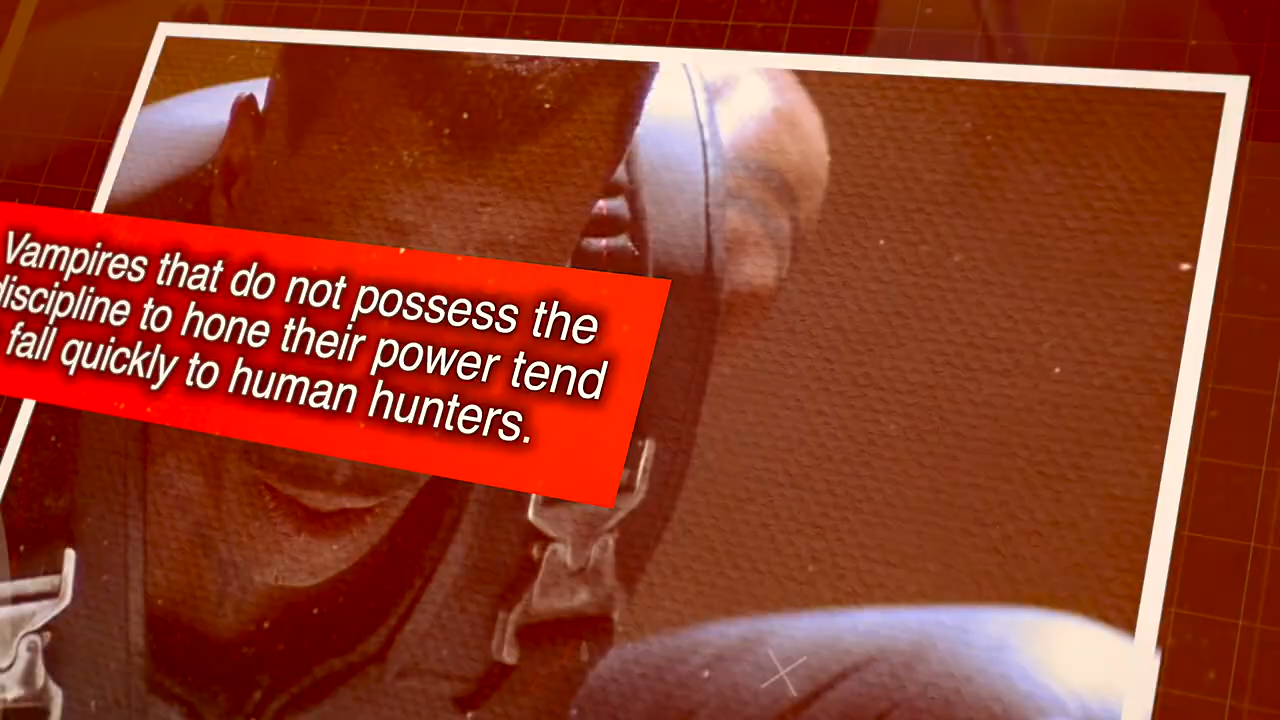 Vampires that do not possess the
discipline to hone their power tend
fall quickly to human hunters.